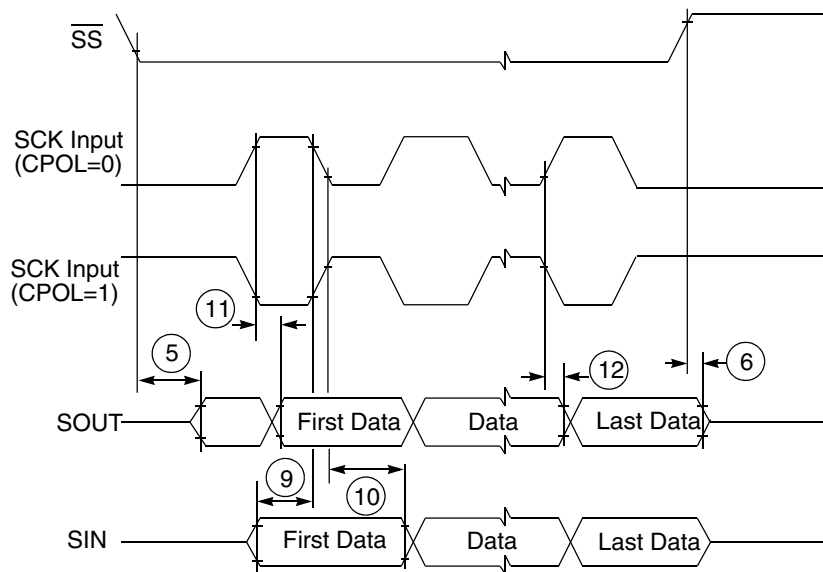 SS
SCK Input
(CPOL=0)
SCK Input
(CPOL=1)
11
5
12
6
SOUT
First Data
Data
Last Data
9
10
SIN
First Data
Data
Last Data